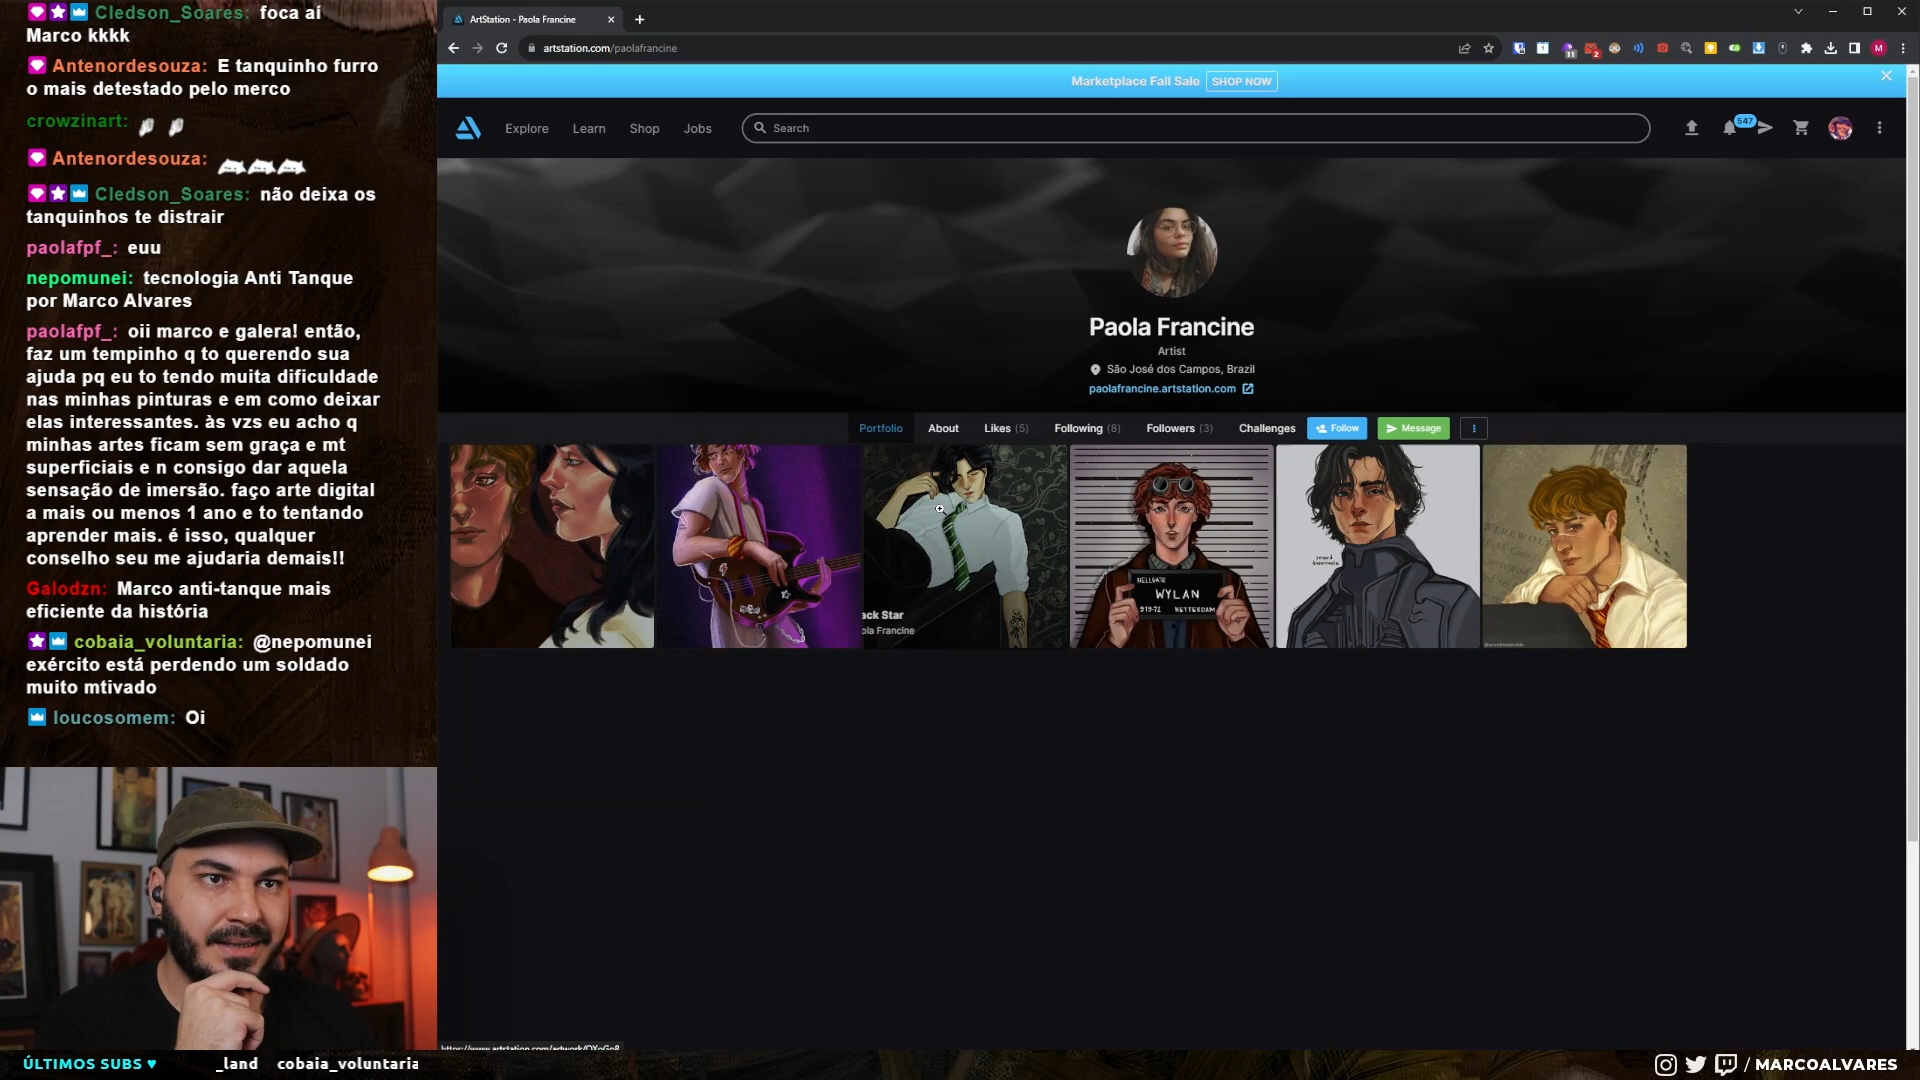 Cledson_Soares: foca aí
Marco kkkk
Antenordesouza: E tanquinho furro
o mais detestado pelo merco
crowzinart:
Antenordesouza:
Cledson_Soares: não deixa os
tanquinhos te distrair
paolafpf_: euu
nepomunei: tecnologia Anti Tanque
por Marco Alvares
paolafpf_: oii marco e galera! então,
faz um tempinho q to querendo sua
ajuda pq eu to tendo muita dificuldade
nas minhas pinturas e em como deixar
elas interessantes. às vzs eu acho q
minhas artes ficam sem graça e mt
superficiais e n consigo dar aquela
sensação de imersão. faço arte digital
a mais ou menos 1 ano e to tentando
aprender mais. é isso, qualquer
conselho seu me ajudaria demais!!
Galodzn: Marco anti-tanque mais
eficiente da história
cobaia_voluntaria: @nepomunei
exército está perdendo um soldado
muito mtivado
loucosomem: Oi
ÚLTIMOS SUBS ♥ _land cobaia_voluntaria
ArtStation - Paola Francine
artstation.com/paolafrancine
11
2
M
Marketplace Fall Sale SHOP NOW
Explore Learn Shop Jobs Search 547
Paola Francine
Artist
São José dos Campos, Brazil
paolafrancine.artstation.com
Portfolio About Likes (5) Following (8) Followers (3) Challenges Follow Message
ack Star
ola Francine
HELLGATE
WYLAN
KETTERDAM
/ MARCOALVARES